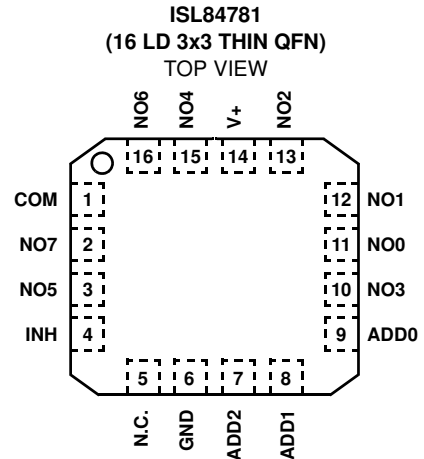 ISL84781
(16 LD 3x3 THIN QFN)
TOP VIEW
NO6 NO4 V+ NO2
16 15 14 13
COM 1 12 NO1
NO7 2 11 NO0
NO5 3 10 NO3
INH 4 9 ADD0
5 6 7 8
N.C. GND ADD2 ADD1